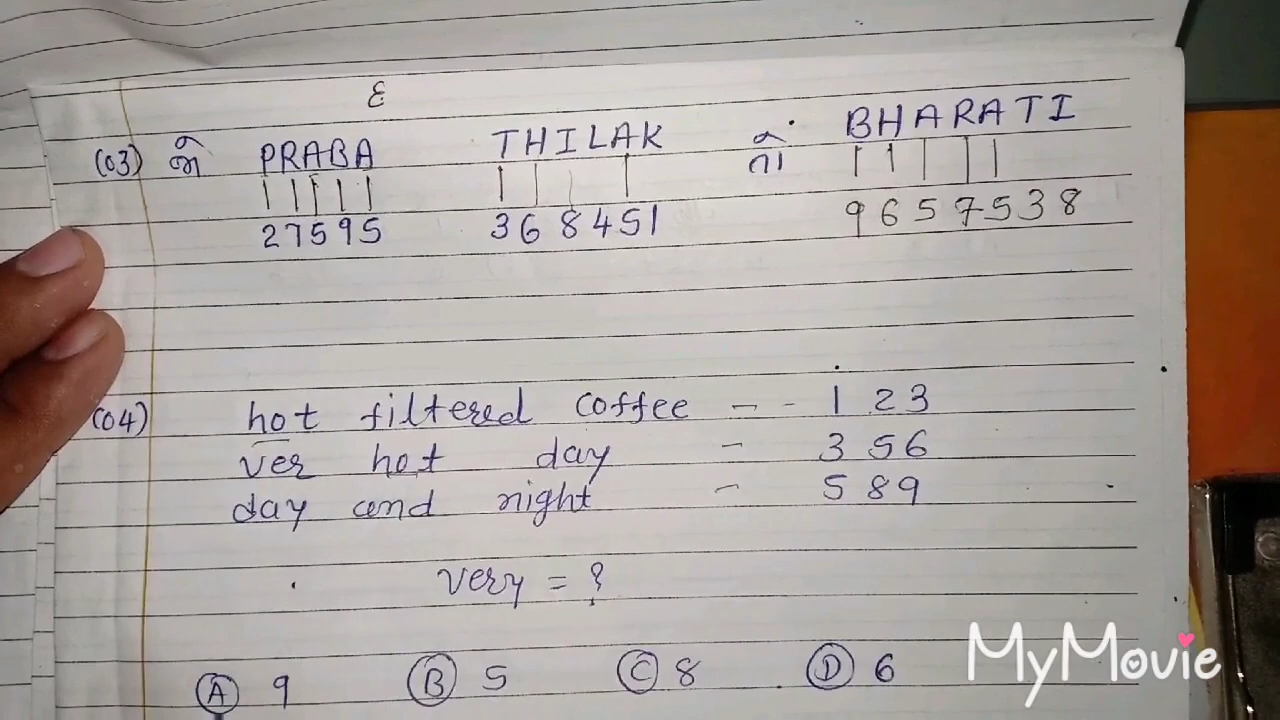 ε
(03) PRABA THILAK BHARATI
27595 368451 9657538
(04) hot filtered coffee -- 1 2 3
ver hot day - 3 5 6
day and night - 5 8 9
very = ?
(A) 9 (B) 5 (C) 8 (D) 6
MyMovie